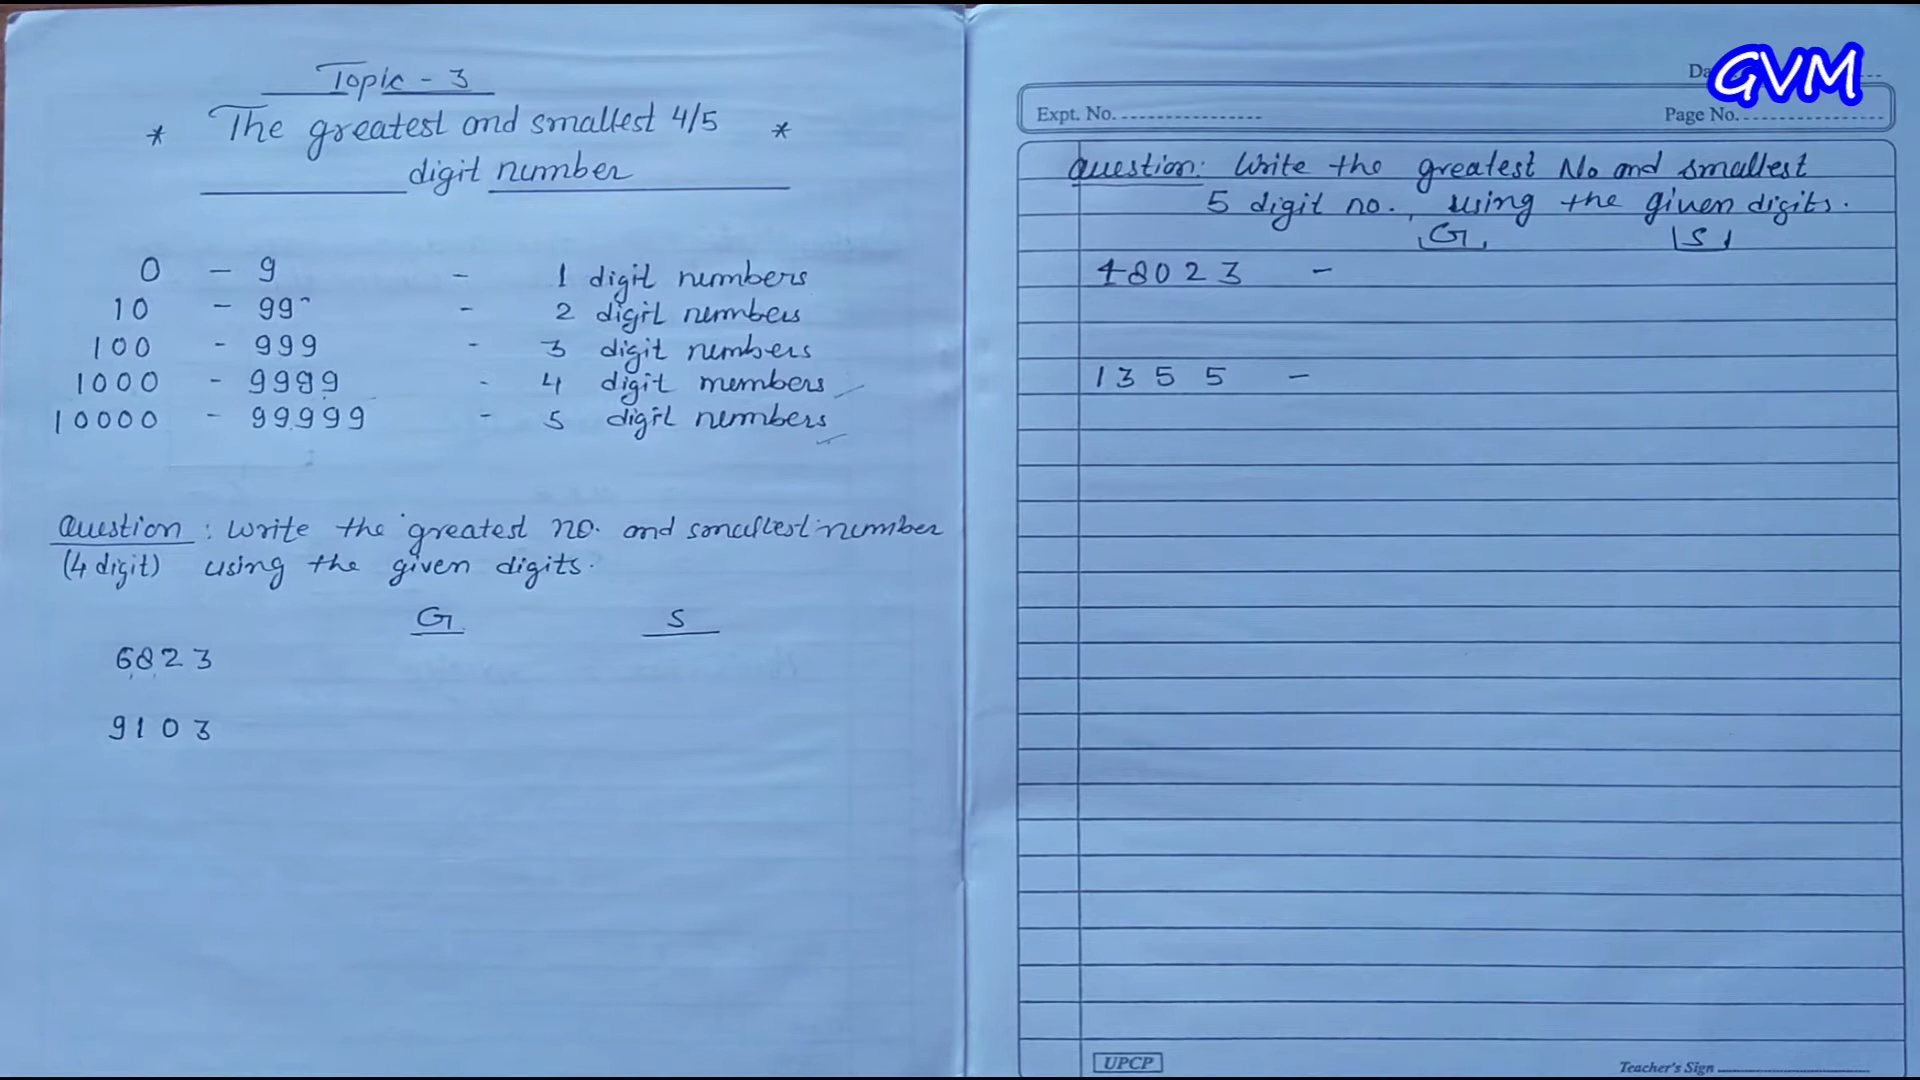 Topic - 3
* The greatest and smallest 4/5 *
digit number
0 - 9 - 1 digit numbers
10 - 99 - 2 digit numbers
100 - 999 - 3 digit numbers
1000 - 9999 - 4 digit numbers
10000 - 99999 - 5 digit numbers
Question : Write the greatest no. and smallest number
(4 digit) using the given digits.
G S
6823
9103
GVM
Expt. No.
Page No.
Question: Write the greatest No and smallest
5 digit no., using the given digits.
G S
48023 -
1355 -
UPCP
Teacher's Sign